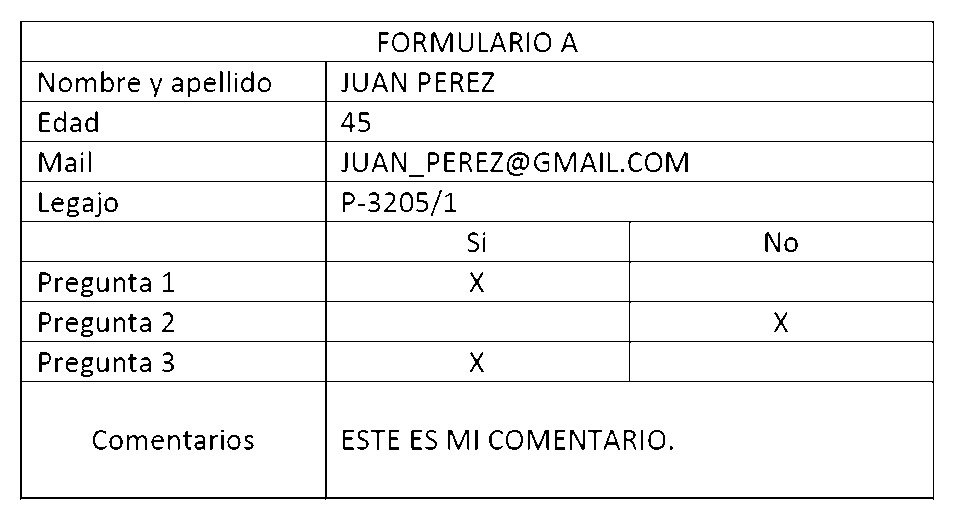 FORMULARIO A
Nombre y apellido JUAN PEREZ
Edad 45
Mail JUAN_PEREZ@GMAIL.COM
Legajo P-3205/1
Si No
Pregunta 1 X
Pregunta 2 X
Pregunta 3 X
Comentarios ESTE ES MI COMENTARIO.